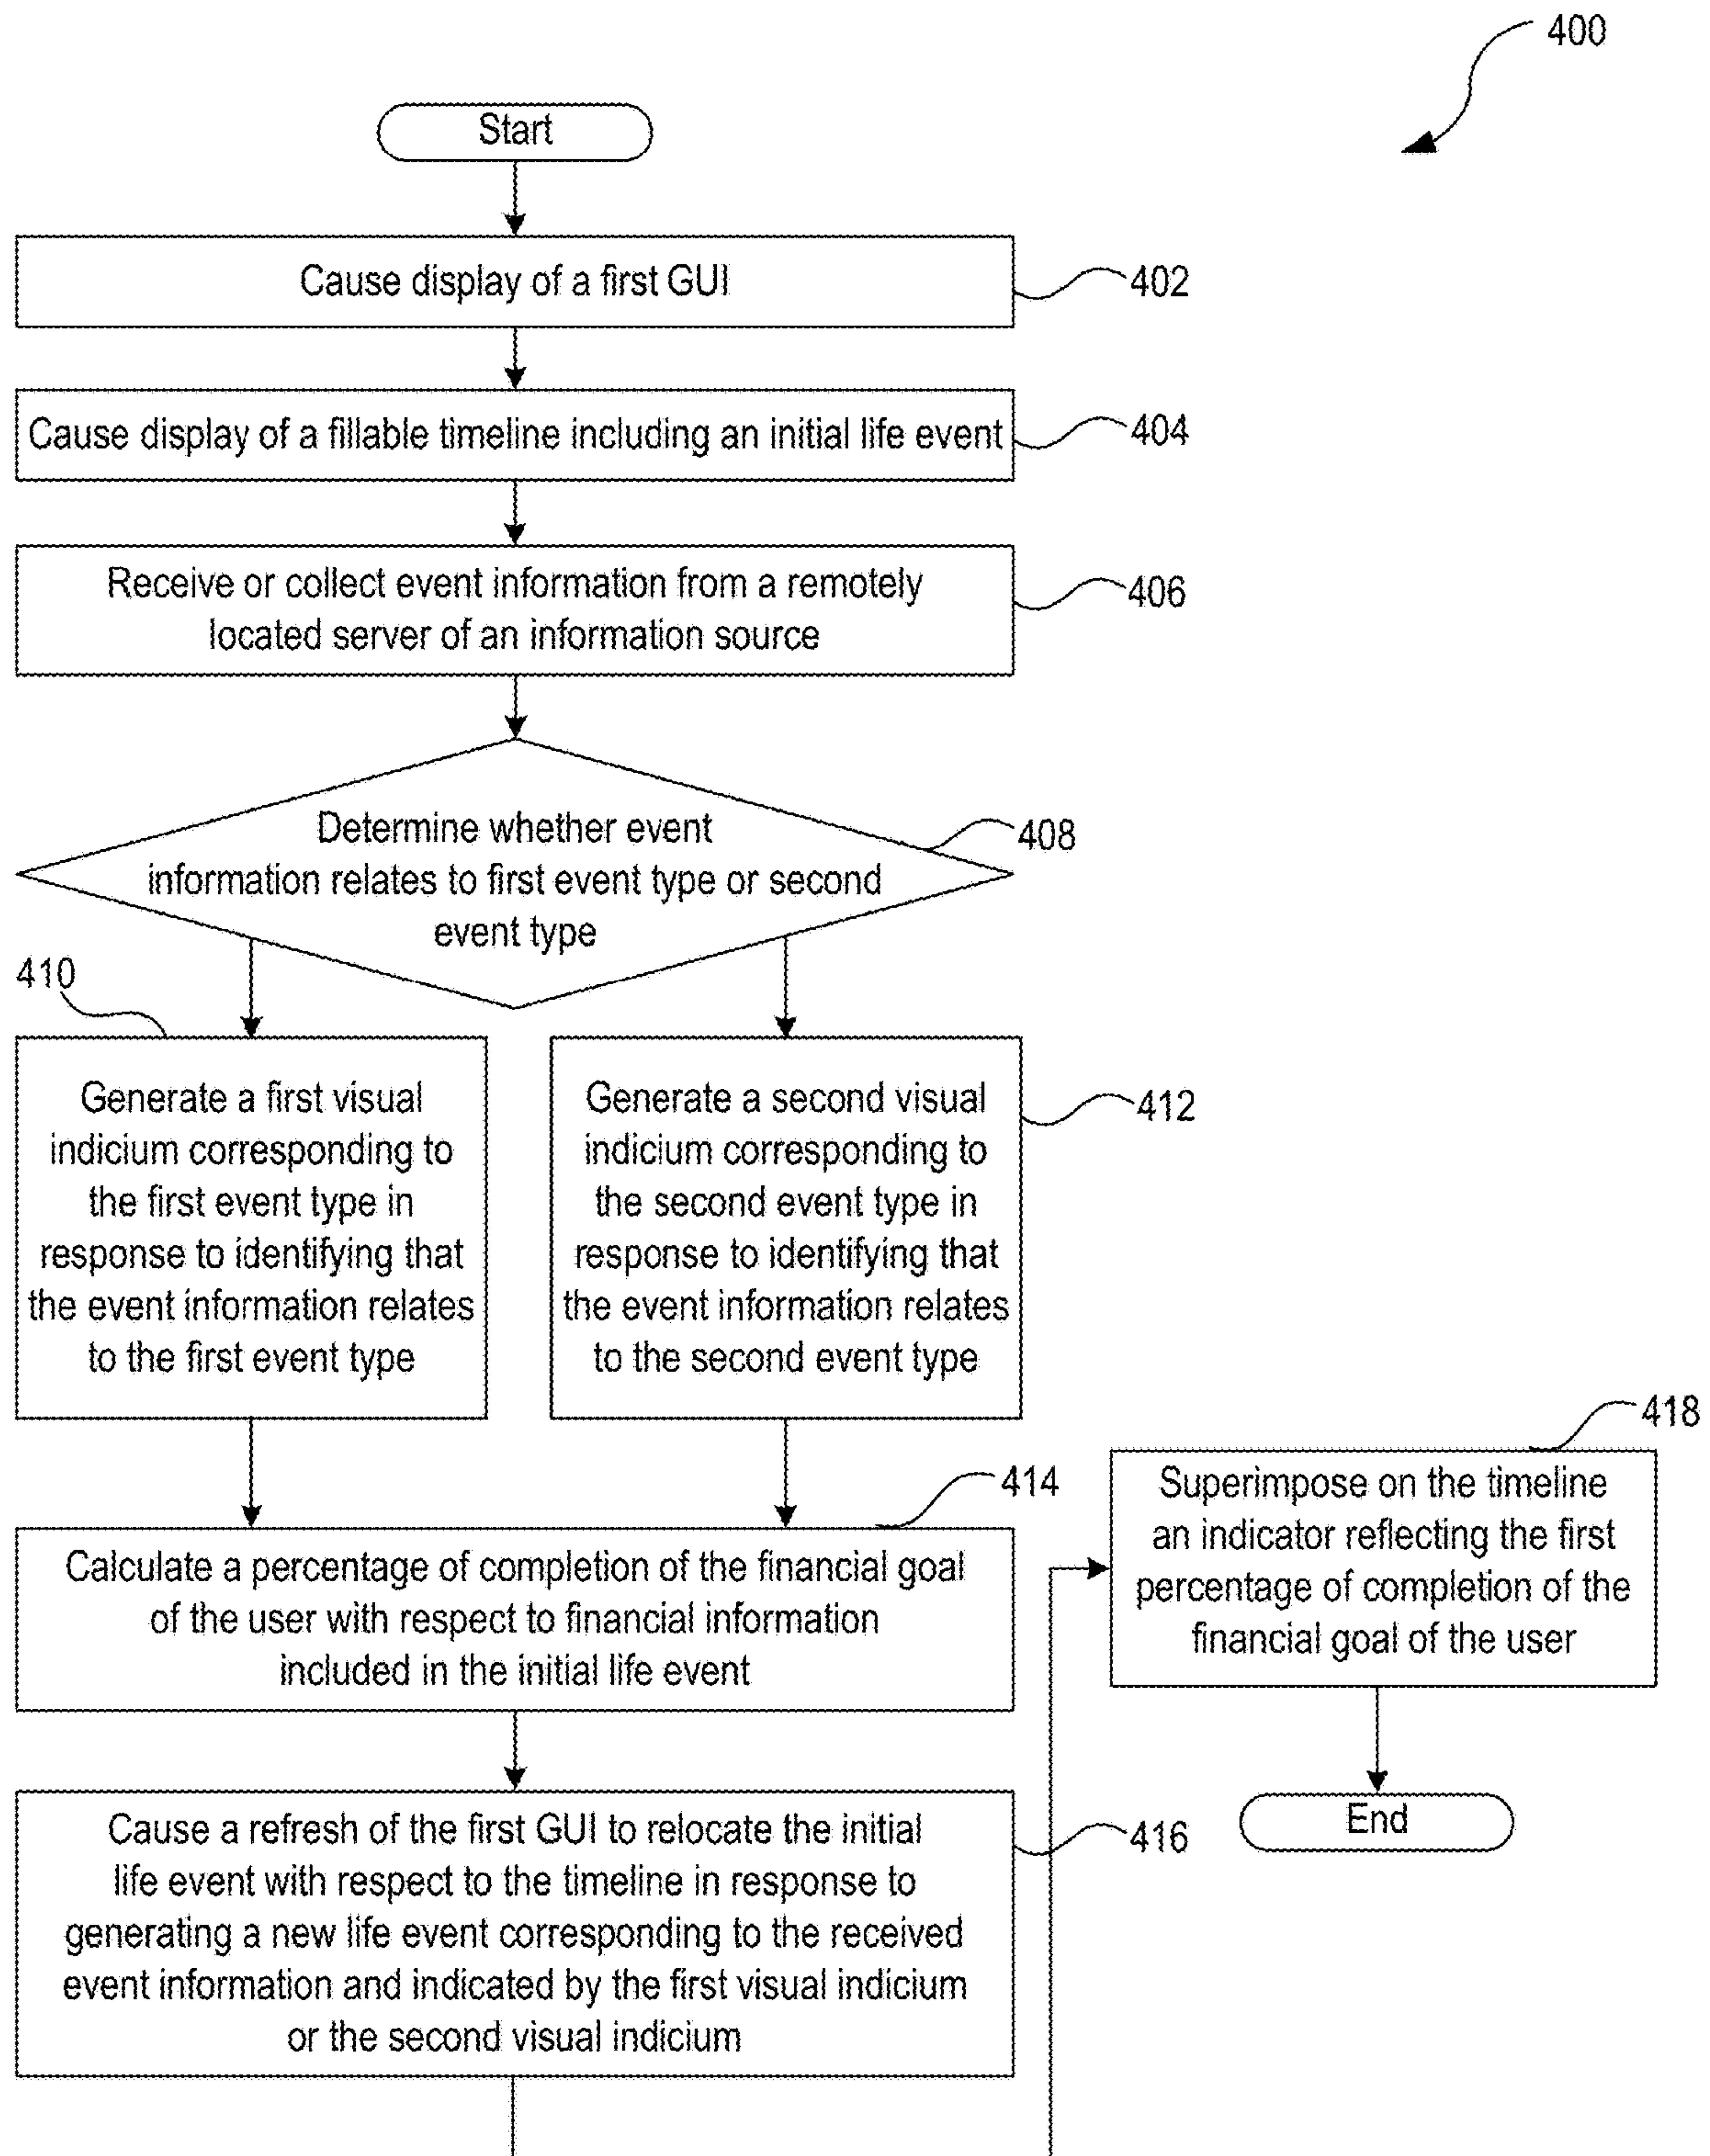 400
Start
Cause display of a first GUI
402
Cause display of a fillable timeline including an initial life event
404
Receive or collect event information from a remotely
located server of an information source
406
Determine whether event
information relates to first event type or second
event type
408
410
Generate a first visual
indicium corresponding to
the first event type in
response to identifying that
the event information relates
to the first event type
Generate a second visual
indicium corresponding to
the second event type in
response to identifying that
the event information relates
to the second event type
412
414
Calculate a percentage of completion of the financial goal
of the user with respect to financial information
included in the initial life event
Cause a refresh of the first GUI to relocate the initial
life event with respect to the timeline in response to
generating a new life event corresponding to the received
event information and indicated by the first visual indicium
or the second visual indicium
416
418
Superimpose on the timeline
an indicator reflecting the first
percentage of completion of the
financial goal of the user
End